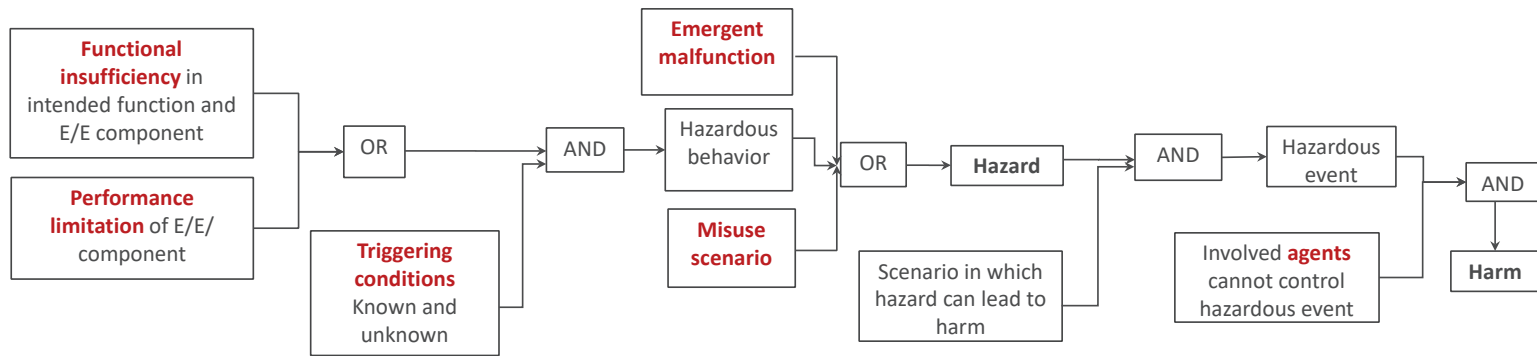 Functional
insufficiency in
intended function and
E/E component
Performance
limitation of E/E/
component
OR
Triggering
conditions
Known and
unknown
AND
Emergent
malfunction
Hazardous
behavior
Misuse
scenario
OR
Hazard
Scenario in which
hazard can lead to
harm
AND
Hazardous
event
Involved agents
cannot control
hazardous event
AND
Harm